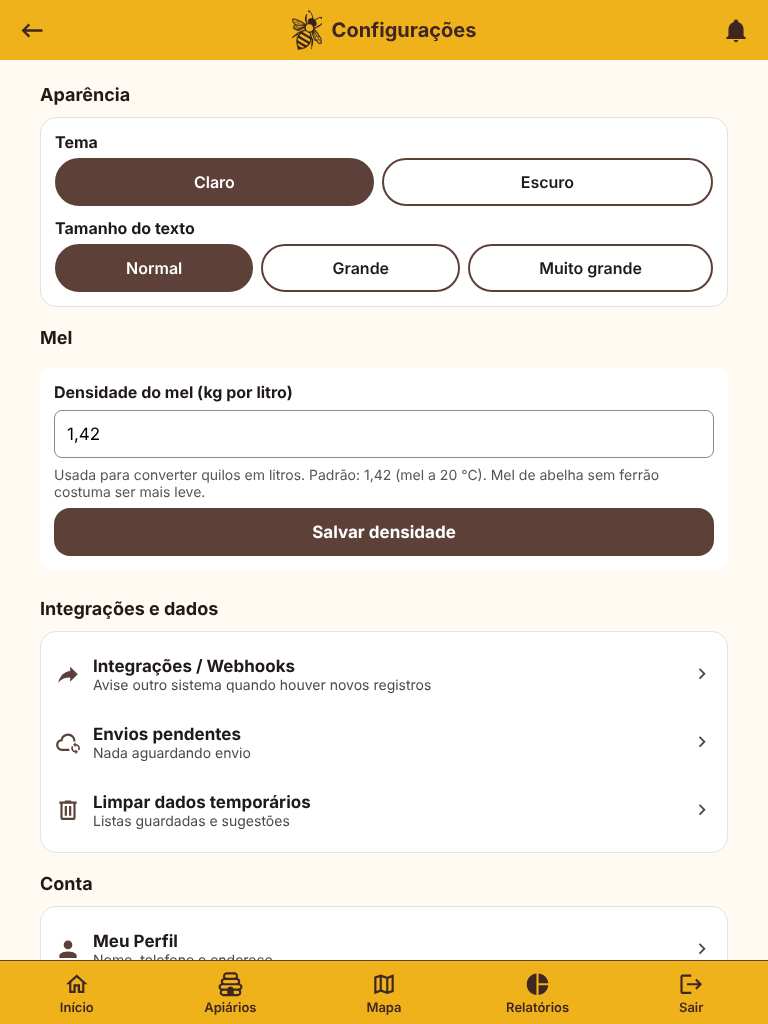 Configurações
Aparência
Tema
Claro
Escuro
Tamanho do texto
Normal
Grande
Muito grande
Mel
Densidade do mel (kg por litro)
1,42
Usada para converter quilos em litros. Padrão: 1,42 (mel a 20 °C). Mel de abelha sem ferrão
costuma ser mais leve.
Salvar densidade
Integrações e dados
Integrações / Webhooks
Avise outro sistema quando houver novos registros
Envios pendentes
Nada aguardando envio
Limpar dados temporários
Listas guardadas e sugestões
Conta
Meu Perfil
Nome, telefone e endereço
Início
Apiários
Mapa
Relatórios
Sair